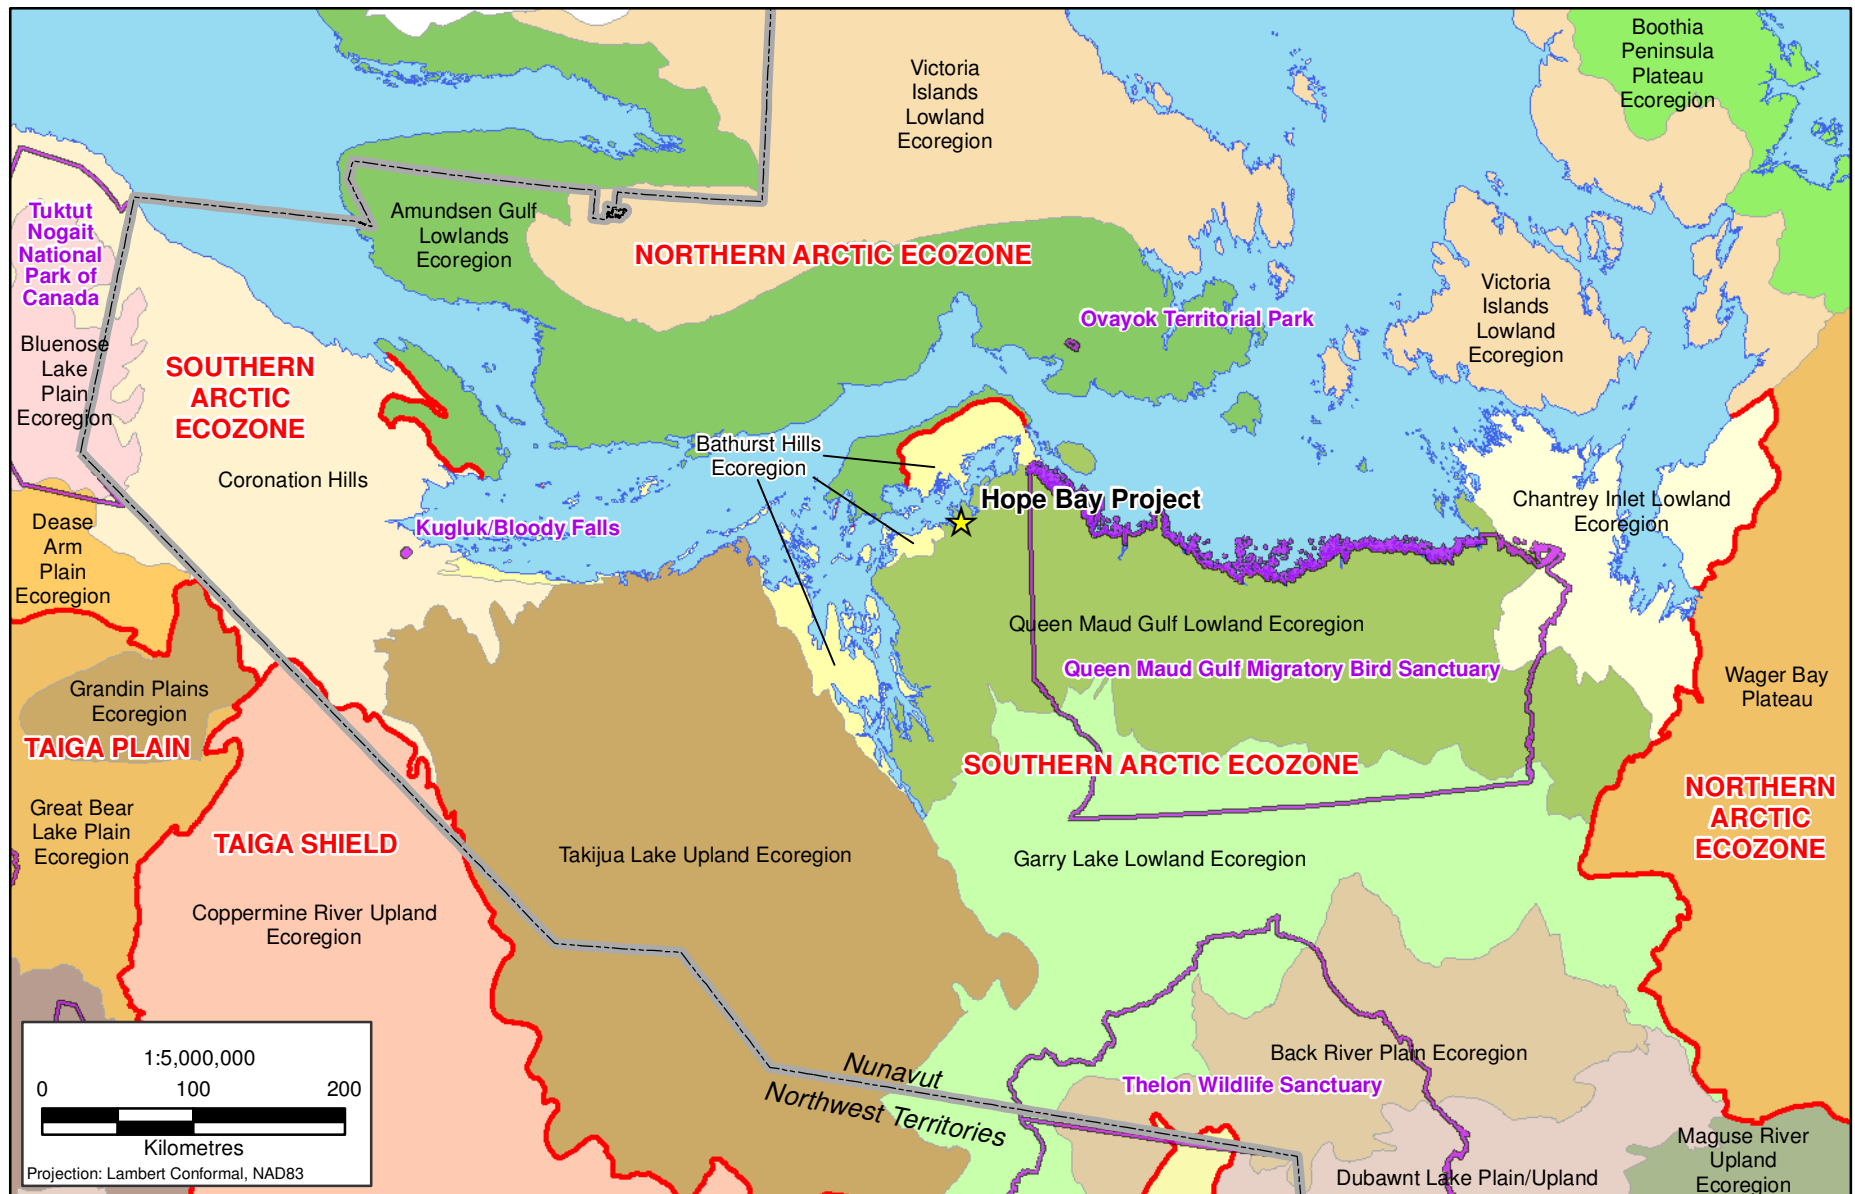 Boothia
Peninsula
Plateau
Ecoregion
Victoria
Islands
Lowland
Ecoregion
Tuktut
Nogait
National
Park of
Canada
Amundsen Gulf
Lowlands
Ecoregion
NORTHERN ARCTIC ECOZONE
Victoria
Islands
Lowland
Ecoregion
Ovayok Territorial Park
Bluenose
Lake
Plain
Ecoregion
SOUTHERN
ARCTIC
ECOZONE
Coronation Hills
Bathurst Hills
Ecoregion
Hope Bay Project
Chantrey Inlet Lowland
Ecoregion
Kugluk/Bloody Falls
Dease
Arm
Plain
Ecoregion
Queen Maud Gulf Lowland Ecoregion
Queen Maud Gulf Migratory Bird Sanctuary
Wager Bay
Plateau
Grandin Plains
Ecoregion
TAIGA PLAIN
SOUTHERN ARCTIC ECOZONE
NORTHERN
ARCTIC
ECOZONE
Great Bear
Lake Plain
Ecoregion
TAIGA SHIELD
Takijua Lake Upland Ecoregion
Garry Lake Lowland Ecoregion
Coppermine River Upland
Ecoregion
Back River Plain Ecoregion
Thelon Wildlife Sanctuary
Nunavut
Northwest Territories
Maguse River
Upland
Ecoregion
Dubawnt Lake Plain/Upland
1:5,000,000
0 100 200
Kilometres
Projection: Lambert Conformal, NAD83